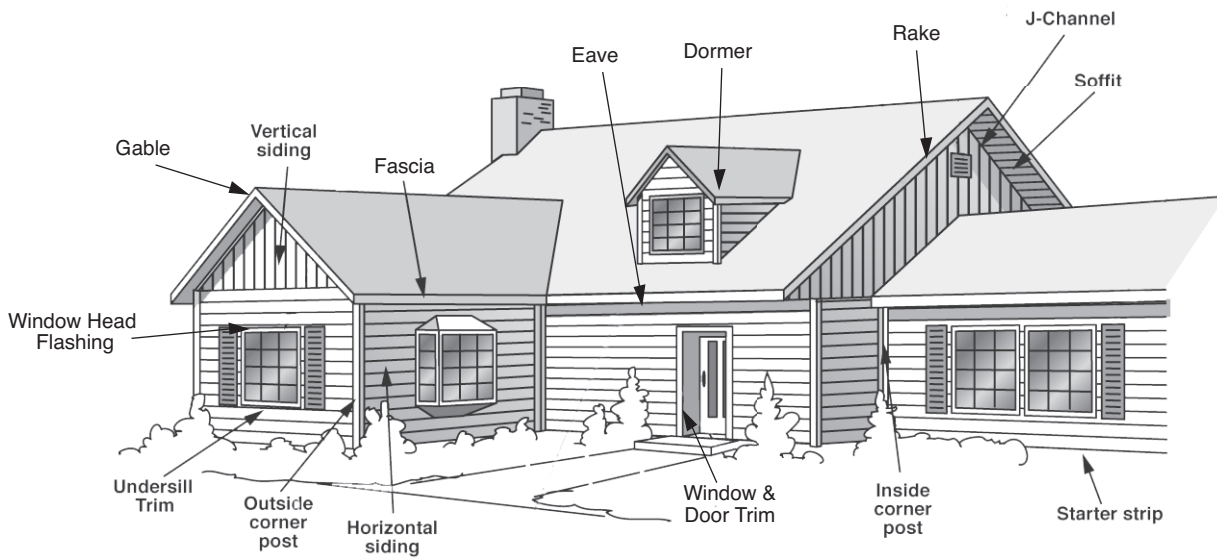 J-Channel
Rake
Eave
Dormer
Soffit
Vertical
siding
Gable
Fascia
Window Head
Flashing
Undersill
Trim
Outside
corner
post
Horizontal
siding
Window &
Door Trim
Inside
corner
post
Starter strip